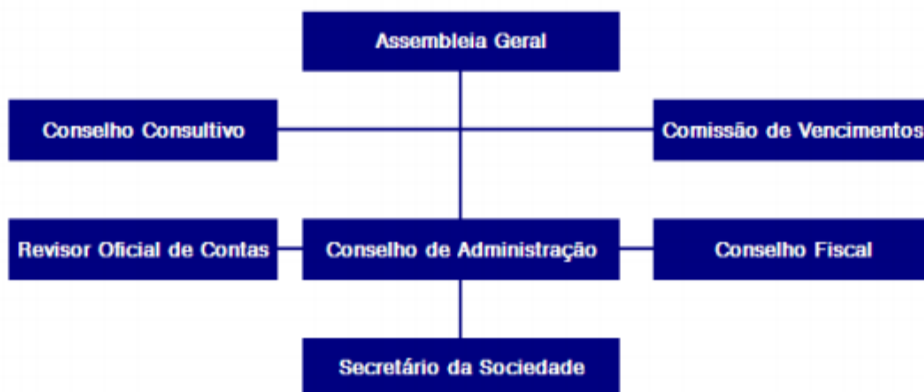 Assembleia Geral
Conselho Consultivo
Comissão de Vencimentos
Revisor Oficial de Contas
Conselho de Administração
Conselho Fiscal
Secretário da Sociedade